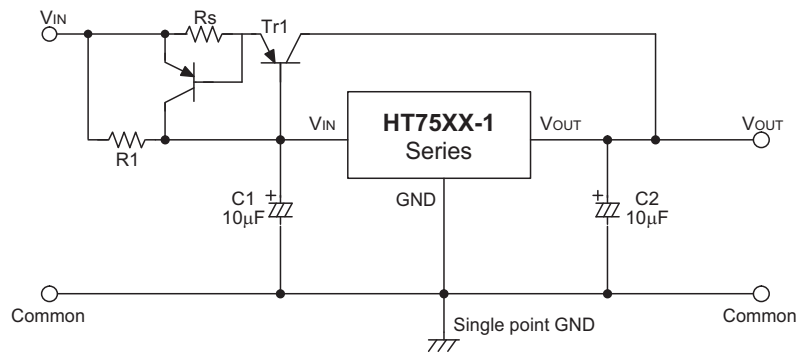 VIN
Rs
Tr1
R1
VIN
HT75XX-1
Series
VOUT
VOUT
GND
C1
10μF
C2
10μF
Common
Single point GND
Common